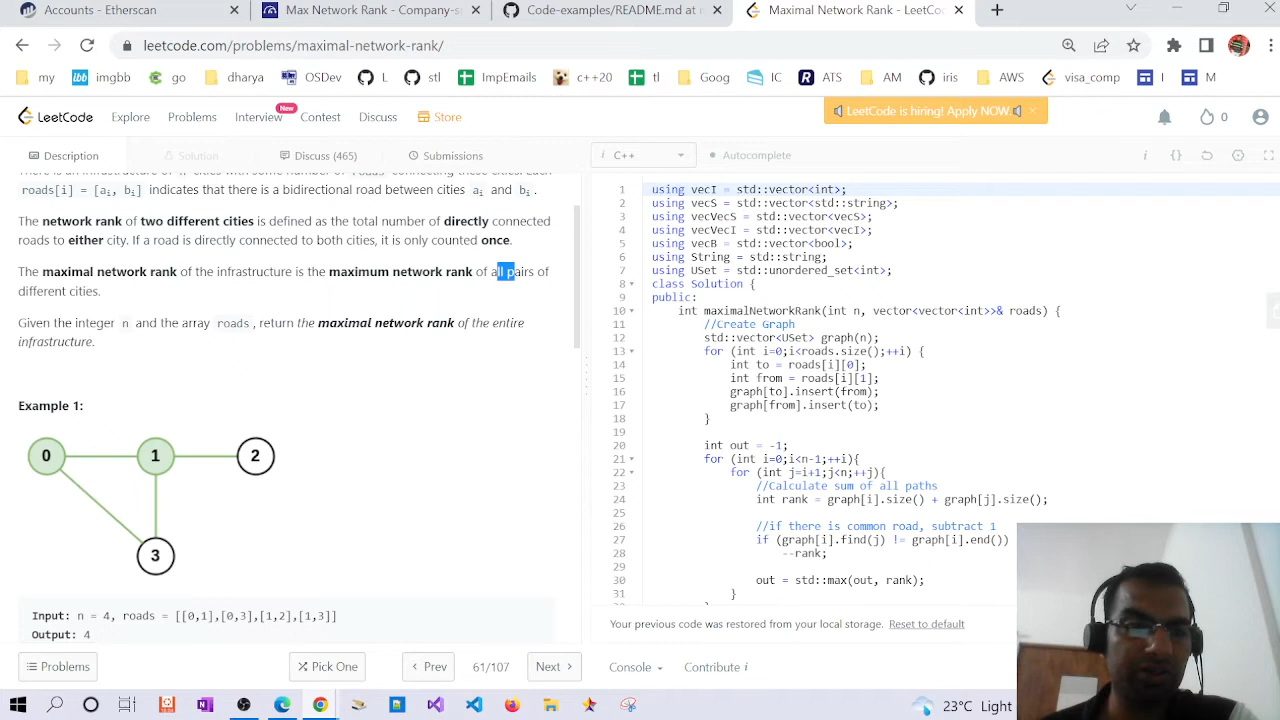 Accounts - Etherscan
Max Network Rank - Company-s
Code-examples/README.md at
Maximal Network Rank - LeetCo
leetcode.com/problems/maximal-network-rank/
my
imgbb
go
dharya
OSDev
L
stl
ImpEmails
c++20
tl
Goog
IC
ATS
AM
iris
AWS
visa_comp
I
M
LeetCode
Explore
Problems
Interview
New
Contest
Discuss
Store
LeetCode is hiring! Apply NOW.
0
Description
Solution
Discuss (465)
Submissions
i C++
Autocomplete
roads[i] = [ai, bi] indicates that there is a bidirectional road between cities ai and bi.
The network rank of two different cities is defined as the total number of directly connected
roads to either city. If a road is directly connected to both cities, it is only counted once.
The maximal network rank of the infrastructure is the maximum network rank of all pairs of
different cities.
Given the integer n and the array roads, return the maximal network rank of the entire
infrastructure.
Example 1:
0
1
2
3
Input: n = 4, roads = [[0,1],[0,3],[1,2],[1,3]]
Output: 4
1 using vecI = std::vector<int>;
2 using vecS = std::vector<std::string>;
3 using vecVecS = std::vector<vecS>;
4 using vecVecI = std::vector<vecI>;
5 using vecB = std::vector<bool>;
6 using String = std::string;
7 using USet = std::unordered_set<int>;
8 class Solution {
9 public:
10 int maximalNetworkRank(int n, vector<vector<int>>& roads) {
11 //Create Graph
12 std::vector<USet> graph(n);
13 for (int i=0;i<roads.size();++i) {
14 int to = roads[i][0];
15 int from = roads[i][1];
16 graph[to].insert(from);
17 graph[from].insert(to);
18 }
19
20 int out = -1;
21 for (int i=0;i<n-1;++i){
22 for (int j=i+1;j<n;++j){
23 //Calculate sum of all paths
24 int rank = graph[i].size() + graph[j].size();
25
26 //if there is common road, subtract 1
27 if (graph[i].find(j) != graph[i].end())
28 --rank;
29
30 out = std::max(out, rank);
31 }
Your previous code was restored from your local storage. Reset to default
Problems
Pick One
Prev
61/107
Next
Console
Contribute i
23°C Light